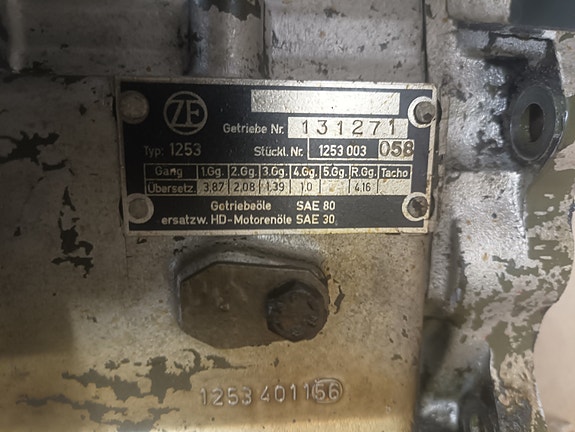 ZF
Getriebe Nr. 131271
Typ: 1253 Stückl. Nr. 1253 003 058
Gang 1.Gg. 2.Gg. 3.Gg. 4.Gg. 5.Gg. R.Gg. Tacho
Übersetz. 3,87 2,08 1,39 1,0 4,16
Getriebeöle SAE 80
ersatzw. HD-Motorenöle SAE 30
1253 401156